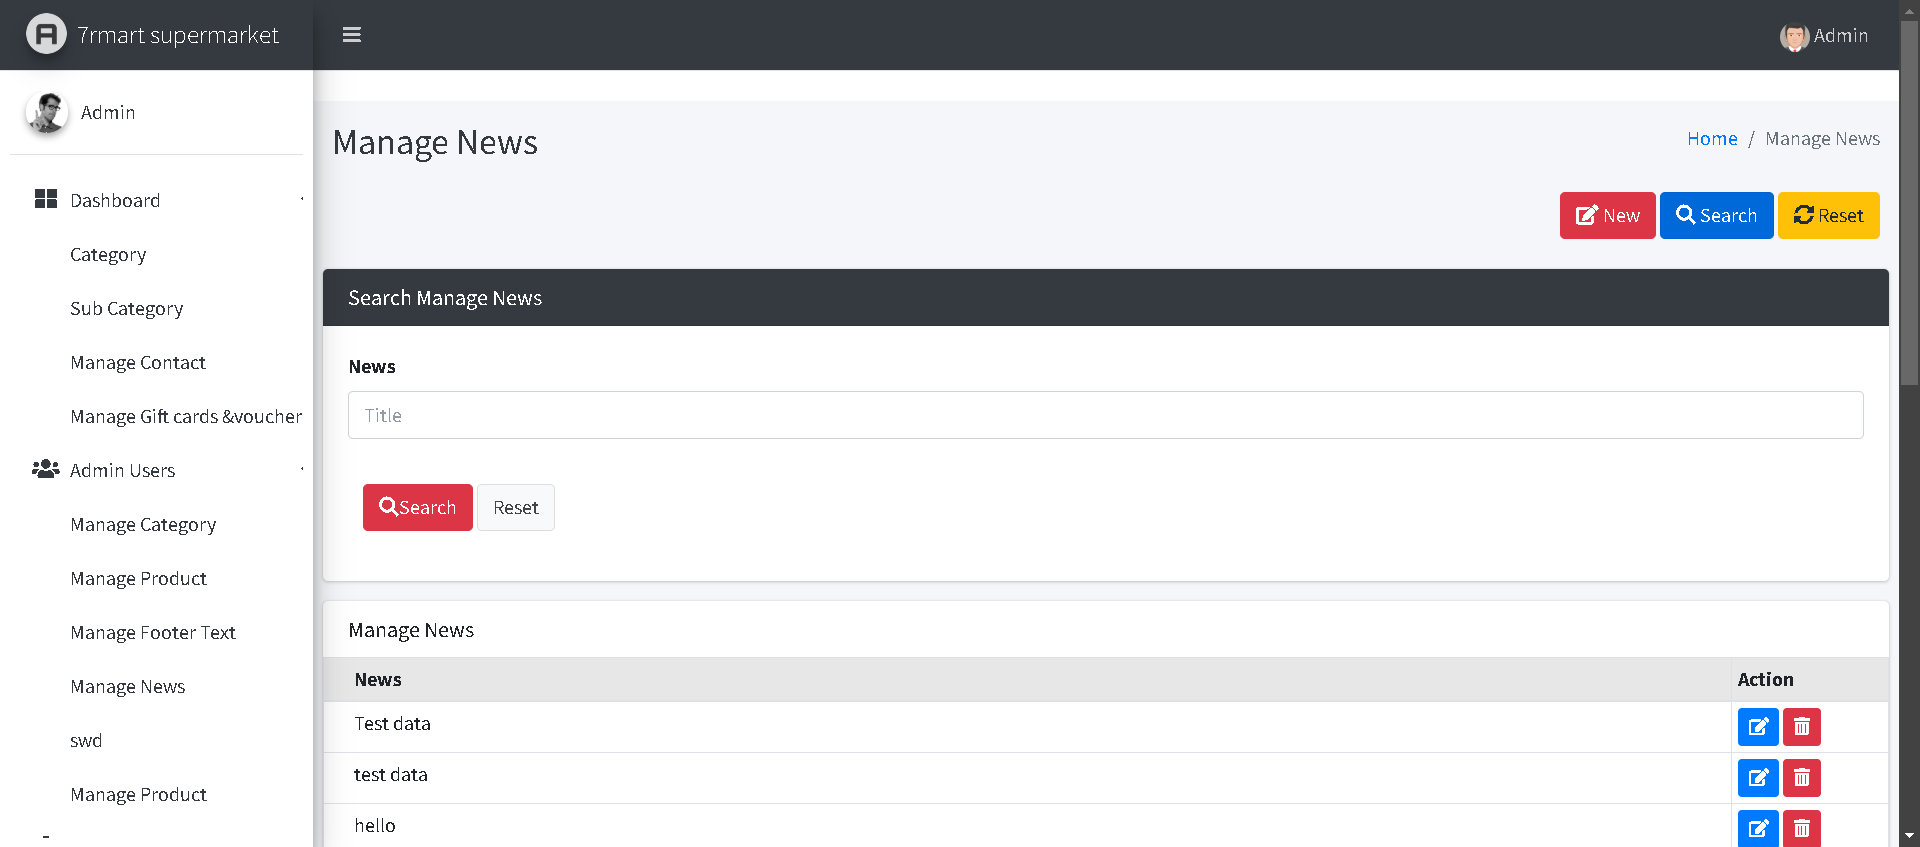 7rmart supermarket
Admin
Admin
Dashboard
Category
Sub Category
Manage Contact
Manage Gift cards &voucher
Admin Users
Manage Category
Manage Product
Manage Footer Text
Manage News
swd
Manage Product
Manage News
Home / Manage News
New Search Reset
Search Manage News
News
Title
Search Reset
Manage News
News Action
Test data
test data
hello